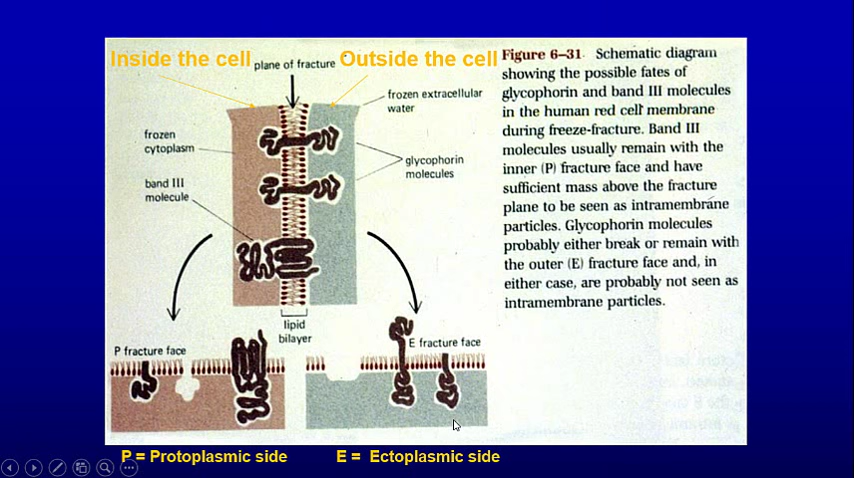 Inside the cell
plane of fracture
Outside the cell
frozen extracellular
water
frozen
cytoplasm
glycophorin
molecules
band III
molecule
lipid
bilayer
P fracture face
E fracture face
Figure 6–31. Schematic diagram
showing the possible fates of
glycophorin and band III molecules
in the human red cell membrane
during freeze-fracture. Band III
molecules usually remain with the
inner (P) fracture face and have
sufficient mass above the fracture
plane to be seen as intramembrane
particles. Glycophorin molecules
probably either break or remain with
the outer (E) fracture face and, in
either case, are probably not seen as
intramembrane particles.
P = Protoplasmic side
E = Ectoplasmic side